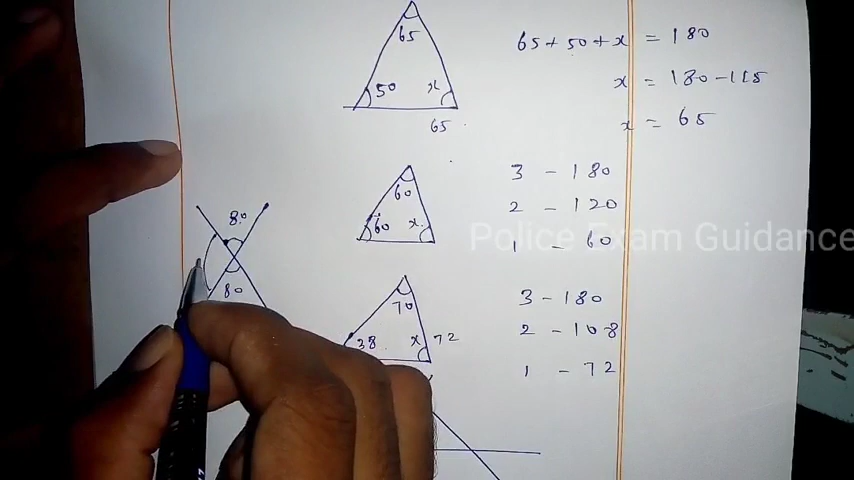 65
50 x
65
65 + 50 + x = 180
x = 180 - 115
x = 65
60
60 x
3 - 180
2 - 120
1 - 60
80
80
70
38 x 72
3 - 180
2 - 108
1 - 72
Police Exam Guidance